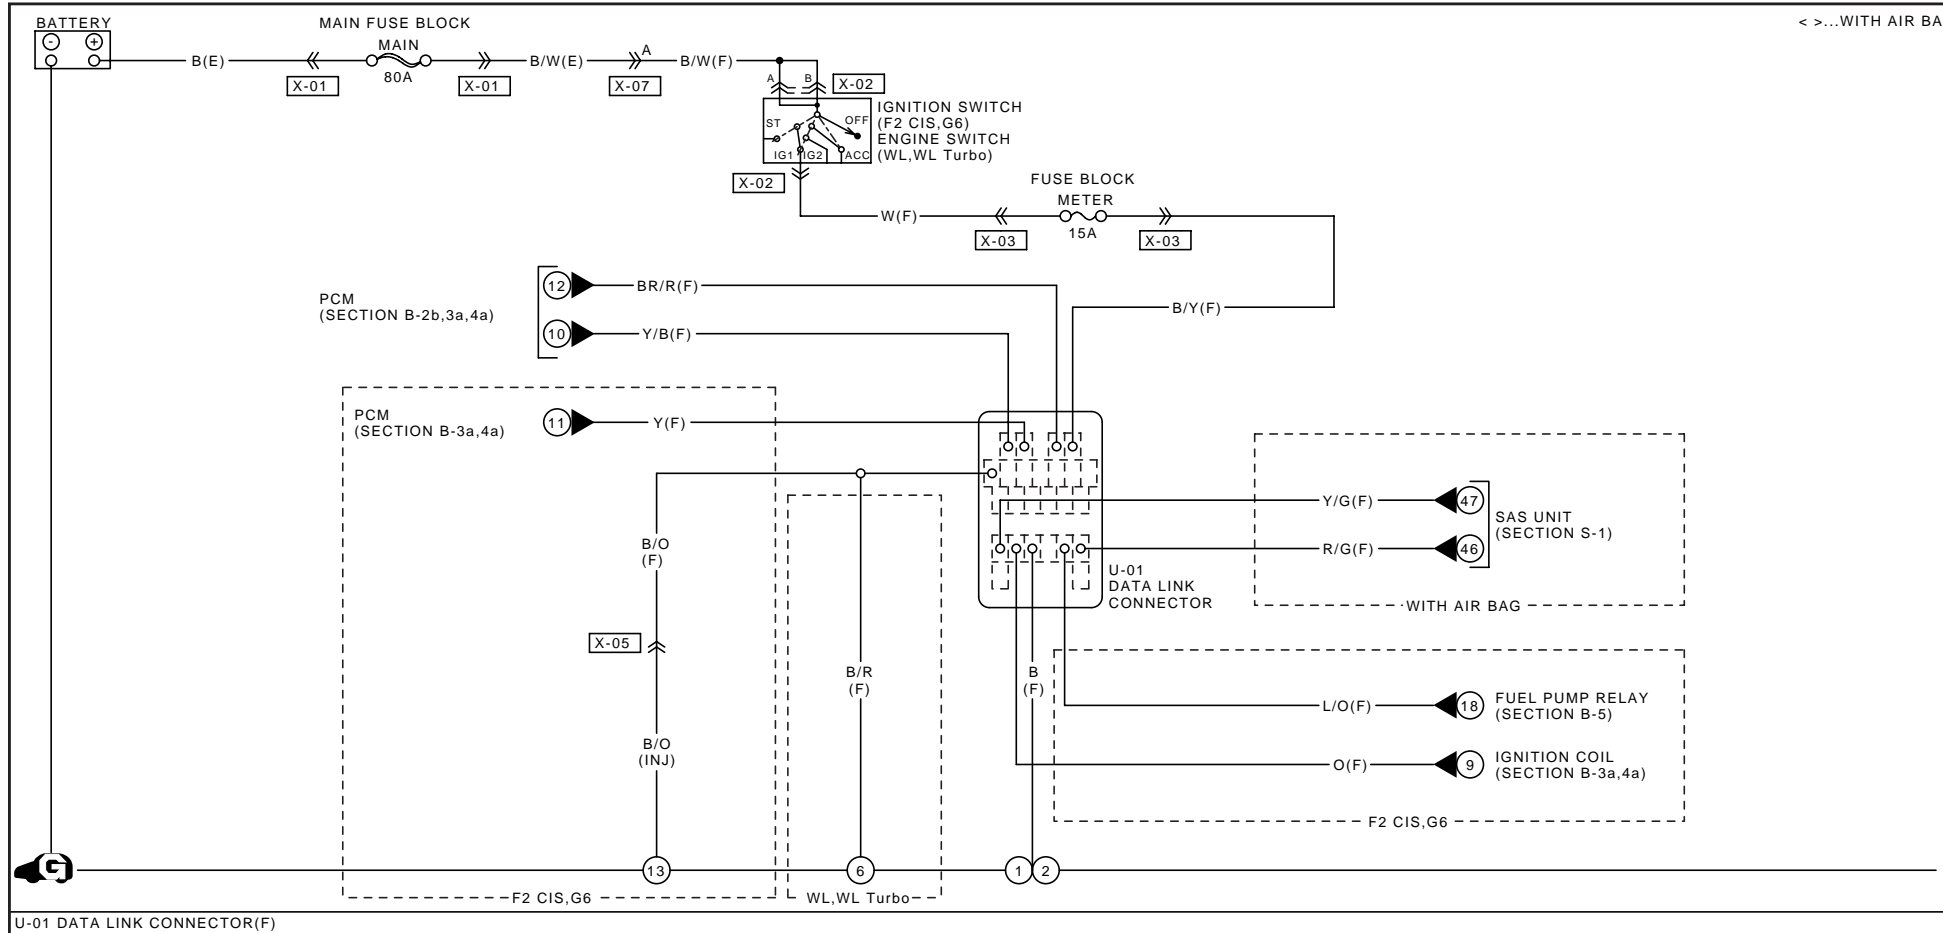 BATTERY
MAIN FUSE BLOCK
< >...WITH AIR BA
- +
MAIN
A
B(E)
B/W(E)
B/W(F)
80A
X-01
X-01
X-07
A
B
X-02
IGNITION SWITCH
(F2 CIS,G6)
ENGINE SWITCH
(WL,WL Turbo)
ST
OFF
IG1
IG2
ACC
X-02
FUSE BLOCK
METER
W(F)
15A
X-03
X-03
PCM
(SECTION B-2b,3a,4a)
12
BR/R(F)
10
Y/B(F)
B/Y(F)
PCM
(SECTION B-3a,4a)
11
Y(F)
47
Y/G(F)
SAS UNIT
(SECTION S-1)
46
R/G(F)
B/O
(F)
U-01
DATA LINK
CONNECTOR
WITH AIR BAG
X-05
B/R
(F)
B
(F)
L/O(F)
18
FUEL PUMP RELAY
(SECTION B-5)
B/O
(INJ)
O(F)
9
IGNITION COIL
(SECTION B-3a,4a)
F2 CIS,G6
G
13
6
1
2
F2 CIS,G6
WL,WL Turbo
U-01 DATA LINK CONNECTOR(F)